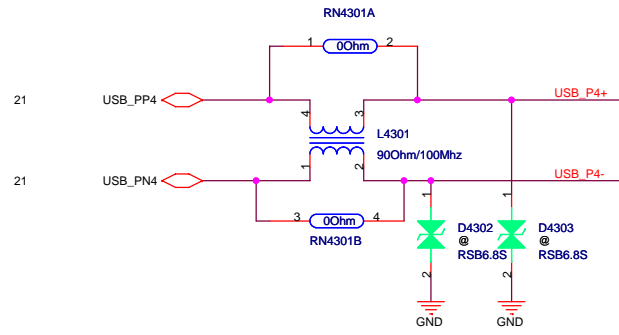 RN4301A
1 0Ohm 2
21 USB_PP4 USB_P4+
4 3
L4301
90Ohm/100Mhz
1 2
21 USB_PN4 USB_P4-
3 0Ohm 4
RN4301B
1 1
D4302 D4303
@ @
RSB6.8S RSB6.8S
2 2
GND GND